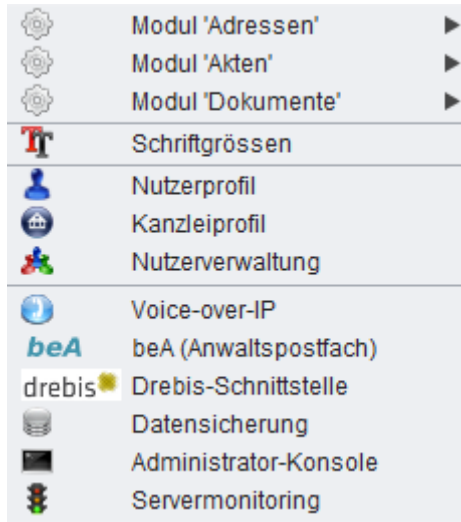 Modul 'Adressen'
Modul 'Akten'
Modul 'Dokumente'
Schriftgrössen
Nutzerprofil
Kanzleiprofil
Nutzerverwaltung
Voice-over-IP
beA beA (Anwaltspostfach)
drebis Drebis-Schnittstelle
Datensicherung
Administrator-Konsole
Servermonitoring